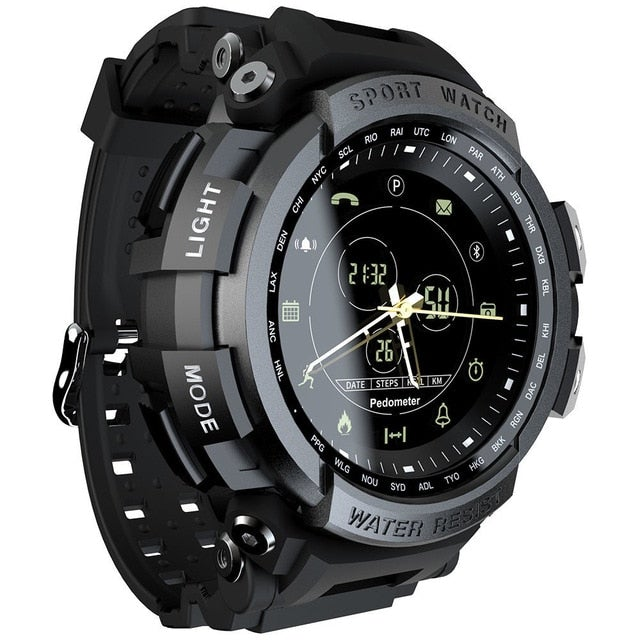 SPORT WATCH
LIGHT
MODE
SCL RIO RAI UTC LON PAR ATH JED THR DXB KBL KHI DEL DAC RGN BKK HKG TYO ADL SYD NOU WLG PPG HNL ANC LAX DEN CHI NYC
P
21:32
SU
26
DATE STEPS KM
Pedometer
WATER RESIST